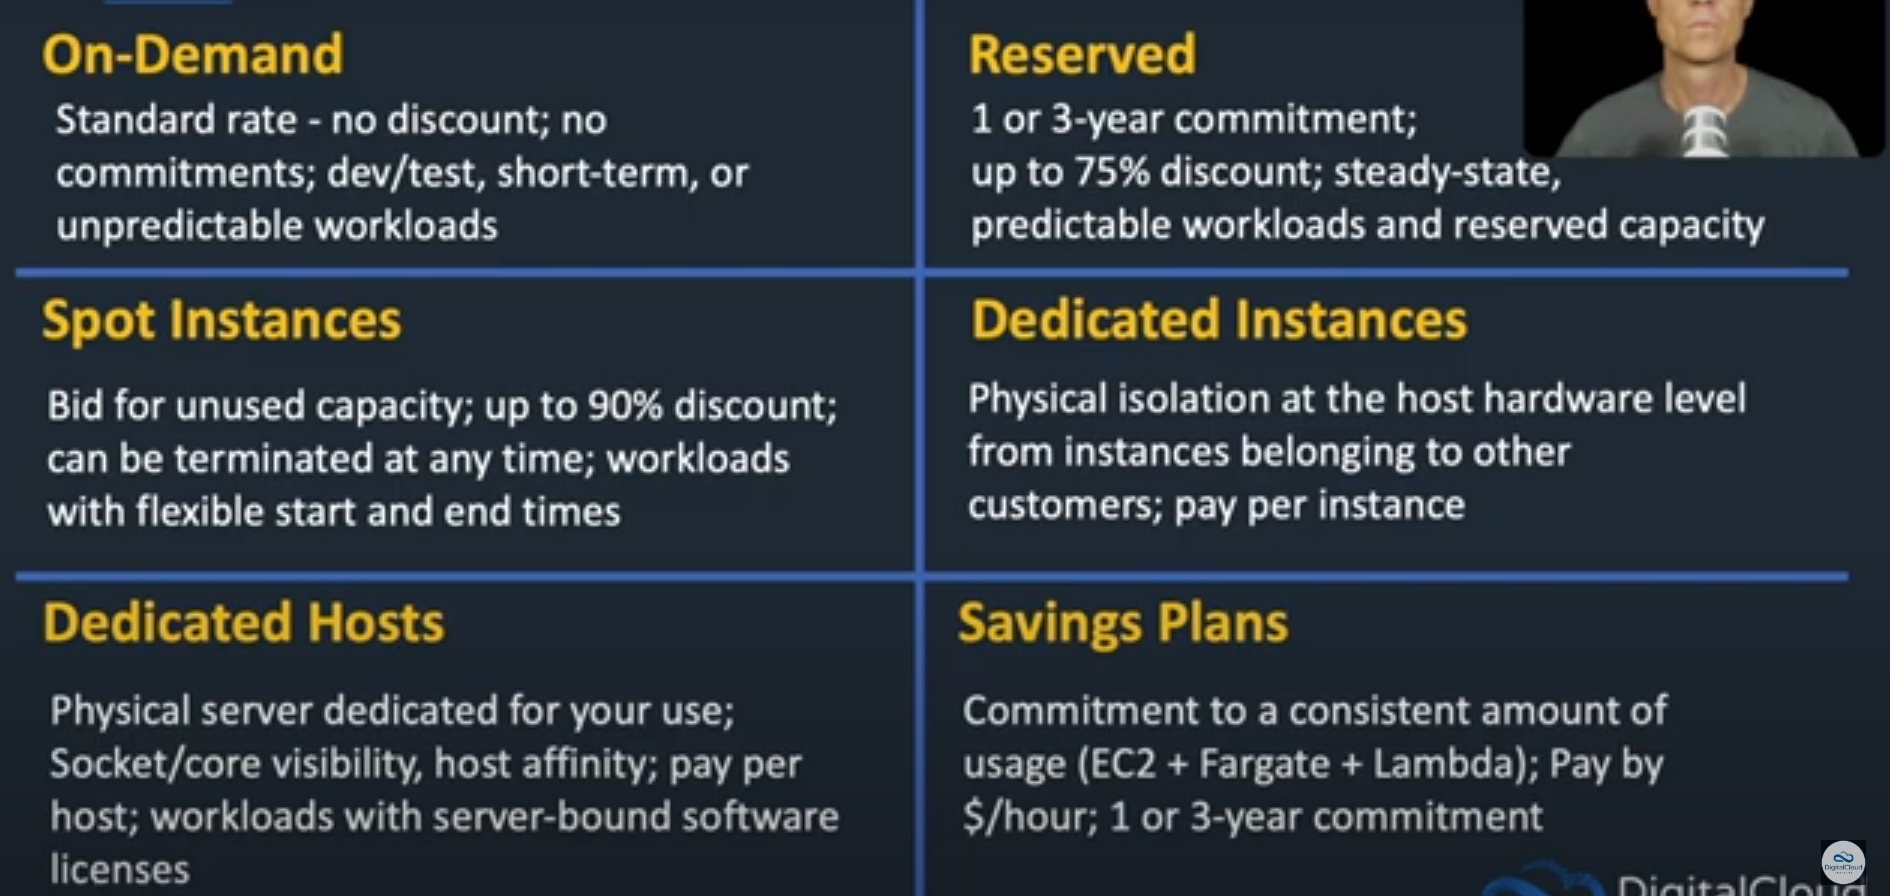 On-Demand
Standard rate - no discount; no
commitments; dev/test, short-term, or
unpredictable workloads
Reserved
1 or 3-year commitment;
up to 75% discount; steady-state,
predictable workloads and reserved capacity
Spot Instances
Bid for unused capacity; up to 90% discount;
can be terminated at any time; workloads
with flexible start and end times
Dedicated Instances
Physical isolation at the host hardware level
from instances belonging to other
customers; pay per instance
Dedicated Hosts
Physical server dedicated for your use;
Socket/core visibility, host affinity; pay per
host; workloads with server-bound software
licenses
Savings Plans
Commitment to a consistent amount of
usage (EC2 + Fargate + Lambda); Pay by
$/hour; 1 or 3-year commitment
DigitalCloud
DigitalCloud